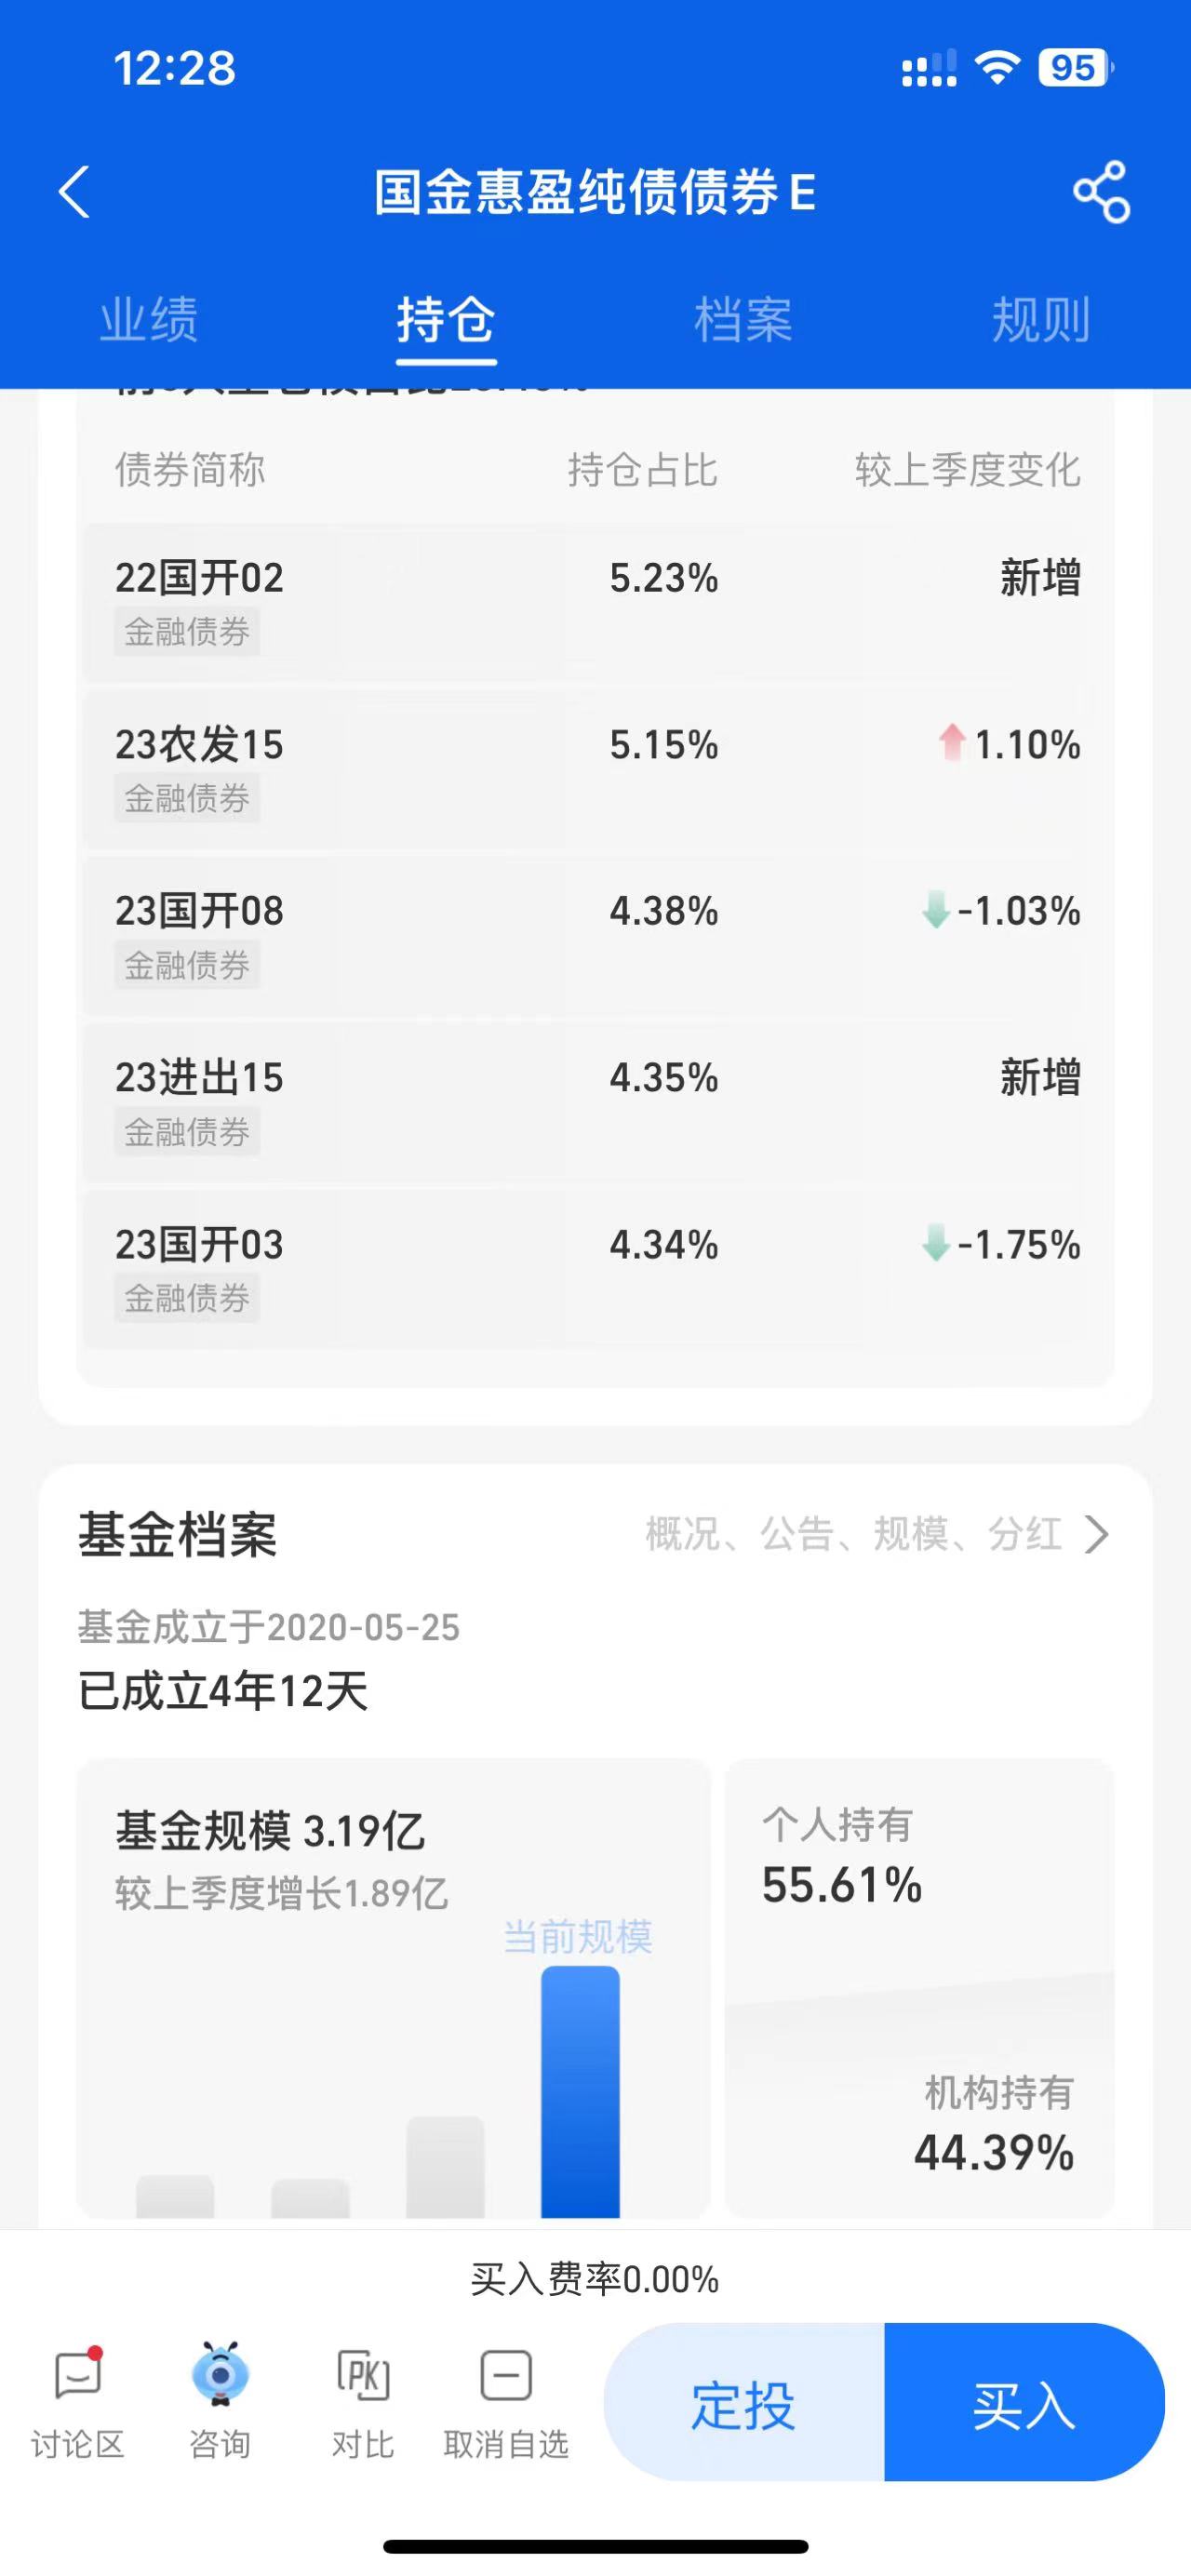 12:28
95
国金惠盈纯债债券E
业绩 持仓 档案 规则
债券简称 持仓占比 较上季度变化
22国开02 5.23% 新增
金融债券
23农发15 5.15% 1.10%
金融债券
23国开08 4.38% -1.03%
金融债券
23进出15 4.35% 新增
金融债券
23国开03 4.34% -1.75%
金融债券
基金档案 概况、公告、规模、分红
基金成立于2020-05-25
已成立4年12天
基金规模 3.19亿
较上季度增长1.89亿
当前规模
个人持有
55.61%
机构持有
44.39%
买入费率0.00%
讨论区 咨询 PK 对比 取消自选 定投 买入